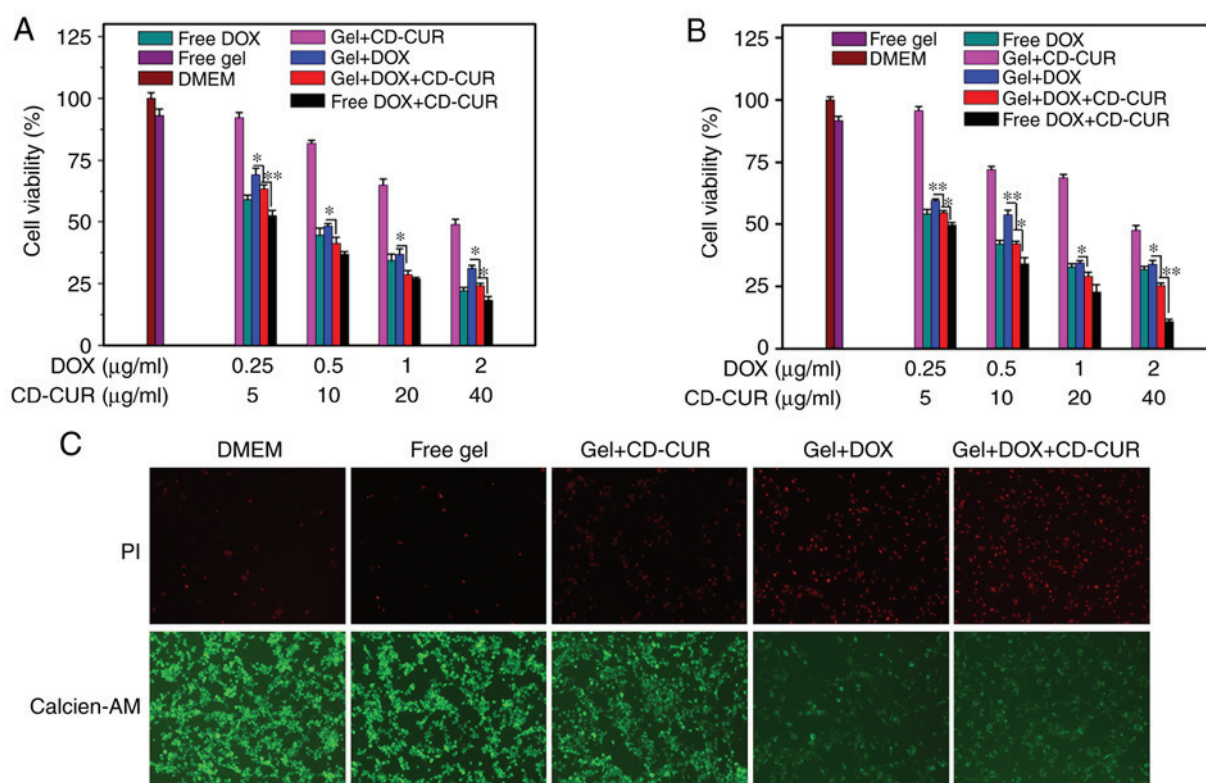 A
125
100
75
50
25
0
Cell viability (%)
Free DOX
Free gel
DMEM
Gel+CD-CUR
Gel+DOX
Gel+DOX+CD-CUR
Free DOX+CD-CUR
* **
*
*
* *
DOX (µg/ml) 0.25 0.5 1 2
CD-CUR (µg/ml) 5 10 20 40
B
125
100
75
50
25
0
Cell viability (%)
Free gel
DMEM
Free DOX
Gel+CD-CUR
Gel+DOX
Gel+DOX+CD-CUR
Free DOX+CD-CUR
** *
** *
*
* **
DOX (µg/ml) 0.25 0.5 1 2
CD-CUR (µg/ml) 5 10 20 40
C
DMEM Free gel Gel+CD-CUR Gel+DOX Gel+DOX+CD-CUR
PI
Calcien-AM